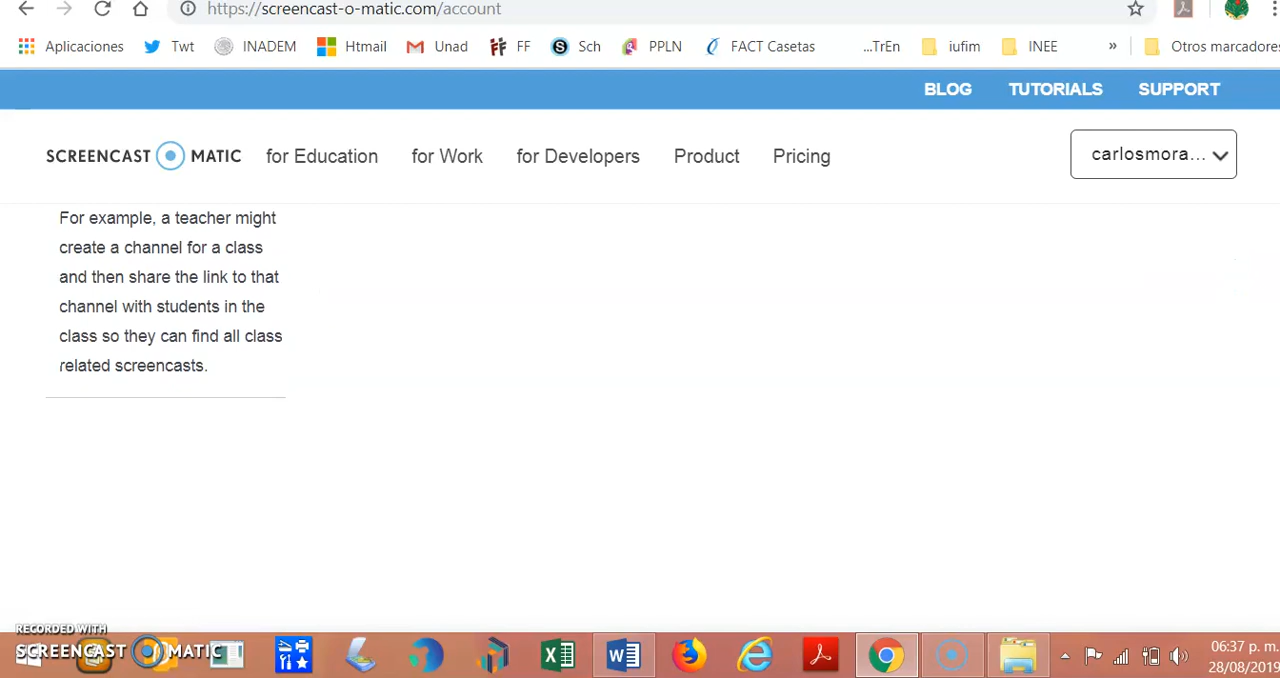 https://screencast-o-matic.com/account
Aplicaciones Twt INADEM Htmail Unad FF Sch PPLN FACT Casetas ...TrEn iufim INEE » Otros marcadores
BLOG TUTORIALS SUPPORT
SCREENCAST MATIC for Education for Work for Developers Product Pricing carlosmora...
For example, a teacher might
create a channel for a class
and then share the link to that
channel with students in the
class so they can find all class
related screencasts.
RECORDED WITH
SCREENCAST MATIC
06:37 p. m.
28/08/2019